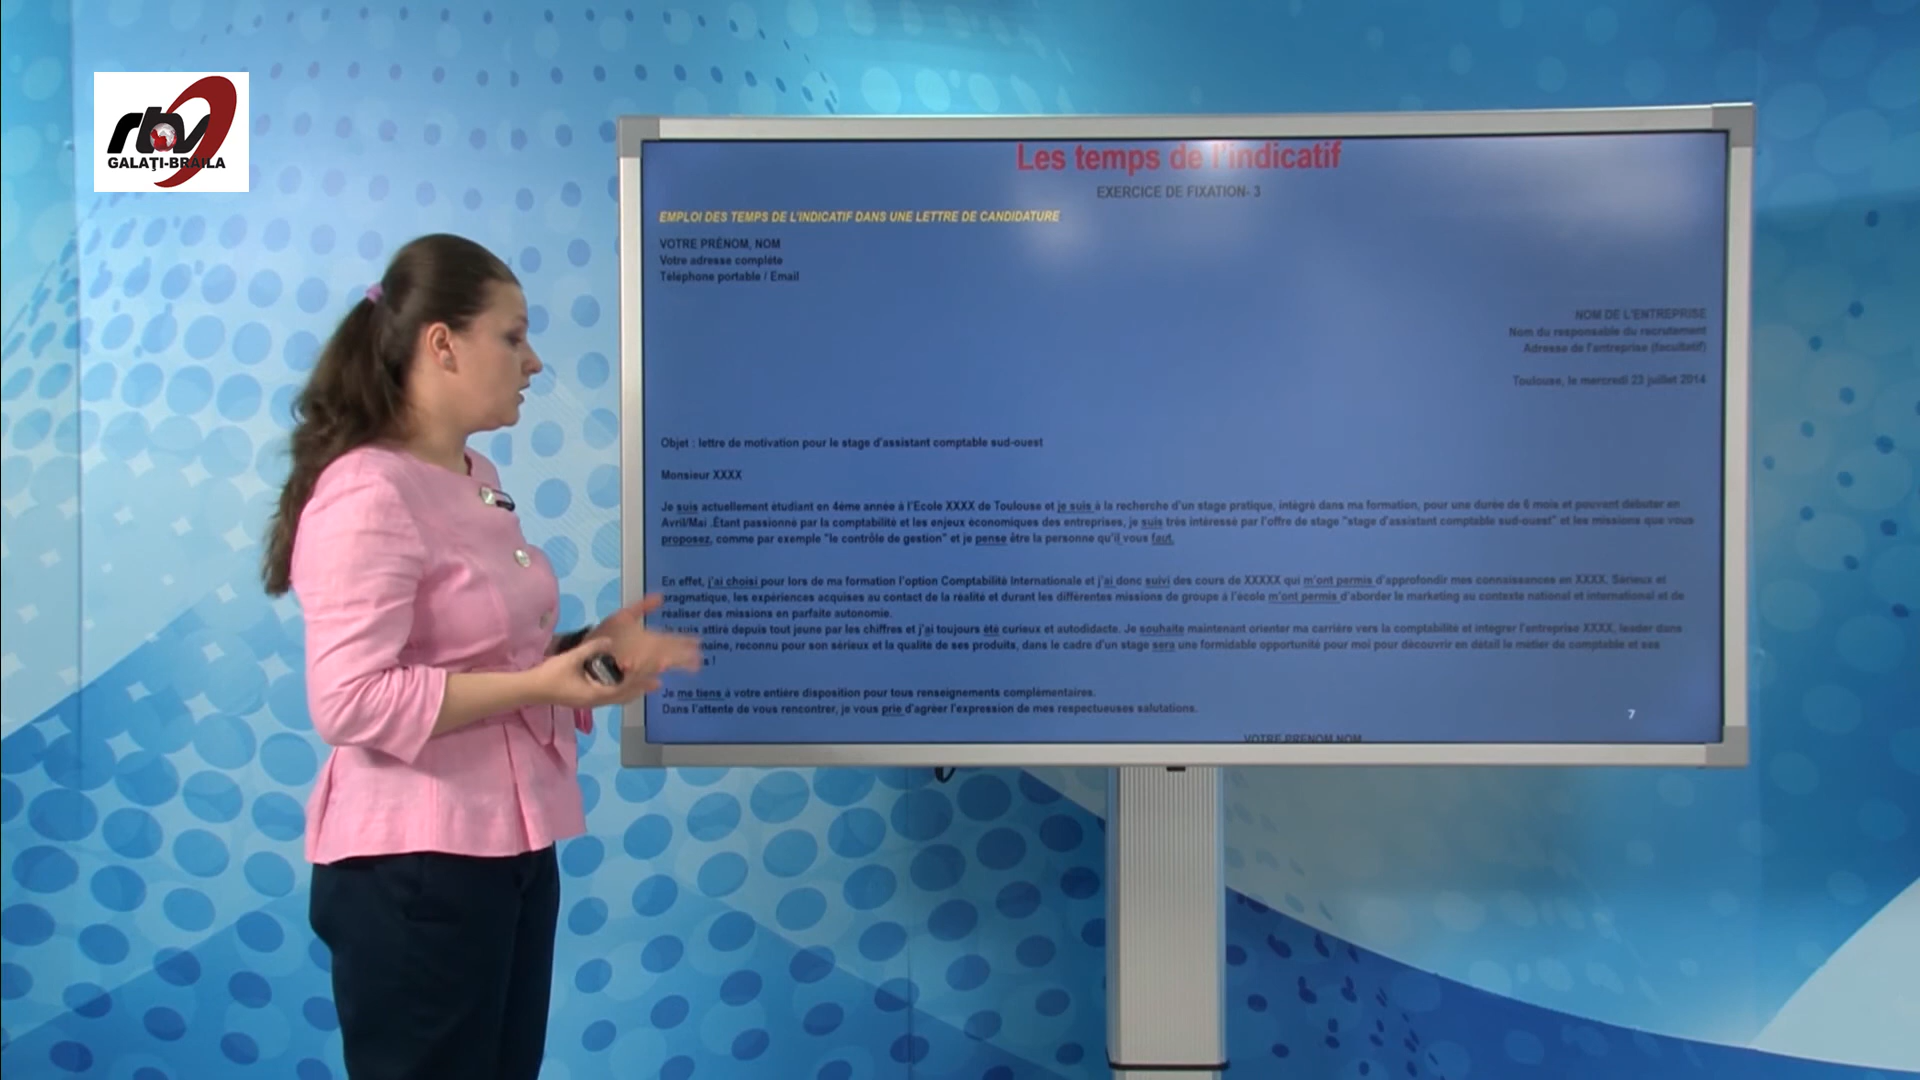 rtv
GALAŢI-BRĂILA
Les temps de l'indicatif
EXERCICE DE FIXATION- 3
EMPLOI DES TEMPS DE L'INDICATIF DANS UNE LETTRE DE CANDIDATURE
VOTRE PRÉNOM, NOM
Votre adresse complète
Téléphone portable / Email
NOM DE L'ENTREPRISE
Nom du responsable du recrutement
Adresse de l'entreprise (facultatif)
Toulouse, le mercredi 23 juillet 2014
Objet : lettre de motivation pour le stage d'assistant comptable sud-ouest
Monsieur XXXX
Je suis actuellement étudiant en 4ème année à l'Ecole XXXX de Toulouse et je suis à la recherche d'un stage pratique, intégré dans ma formation, pour une durée de 6 mois et pouvant débuter en
Avril/Mai .Étant passionné par la comptabilité et les enjeux économiques des entreprises, je suis très intéressé par l'offre de stage "stage d'assistant comptable sud-ouest" et les missions que vous
proposez, comme par exemple "le contrôle de gestion" et je pense être la personne qu'il vous faut.
En effet, j'ai choisi pour lors de ma formation l'option Comptabilité Internationale et j'ai donc suivi des cours de XXXXX qui m'ont permis d'approfondir mes connaissances en XXXX. Sérieux et
pragmatique, les expériences acquises au contact de la réalité et durant les différentes missions de groupe à l'école m'ont permis d'aborder le marketing au contexte national et international et de
réaliser des missions en parfaite autonomie.
Je suis attiré depuis tout jeune par les chiffres et j'ai toujours été curieux et autodidacte. Je souhaite maintenant orienter ma carrière vers la comptabilité et intégrer l'entreprise XXXX, leader dans
reconnu pour son sérieux et la qualité de ses produits, dans le cadre d'un stage sera une formidable opportunité pour moi pour découvrir en détail le métier de comptable et ses
!
Je me tiens à votre entière disposition pour tous renseignements complémentaires.
Dans l'attente de vous rencontrer, je vous prie d'agréer l'expression de mes respectueuses salutations.
7
VOTRE PRENOM NOM